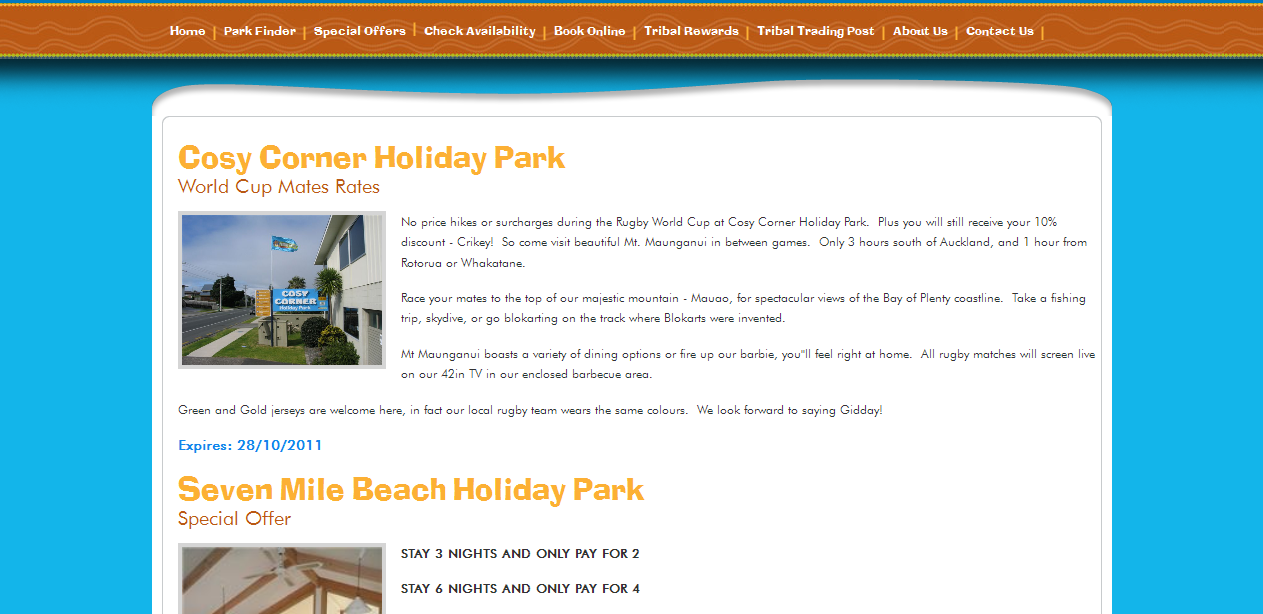 Home | Park Finder | Special Offers | Check Availability | Book Online | Tribal Rewards | Tribal Trading Post | About Us | Contact Us |
Cosy Corner Holiday Park
World Cup Mates Rates
COSY
CORNER
Holiday Park
No price hikes or surcharges during the Rugby World Cup at Cosy Corner Holiday Park.  Plus you will still receive your 10%
discount - Crikey!  So come visit beautiful Mt. Maunganui in between games.  Only 3 hours south of Auckland, and 1 hour from
Rotorua or Whakatane.
Race your mates to the top of our majestic mountain - Mauao, for spectacular views of the Bay of Plenty coastline.  Take a fishing
trip, skydive, or go blokarting on the track where Blokarts were invented.
Mt Maunganui boasts a variety of dining options or fire up our barbie, you"ll feel right at home.  All rugby matches will screen live
on our 42in TV in our enclosed barbecue area.
Green and Gold jerseys are welcome here, in fact our local rugby team wears the same colours.  We look forward to saying Gidday!
Expires: 28/10/2011
Seven Mile Beach Holiday Park
Special Offer
STAY 3 NIGHTS AND ONLY PAY FOR 2
STAY 6 NIGHTS AND ONLY PAY FOR 4